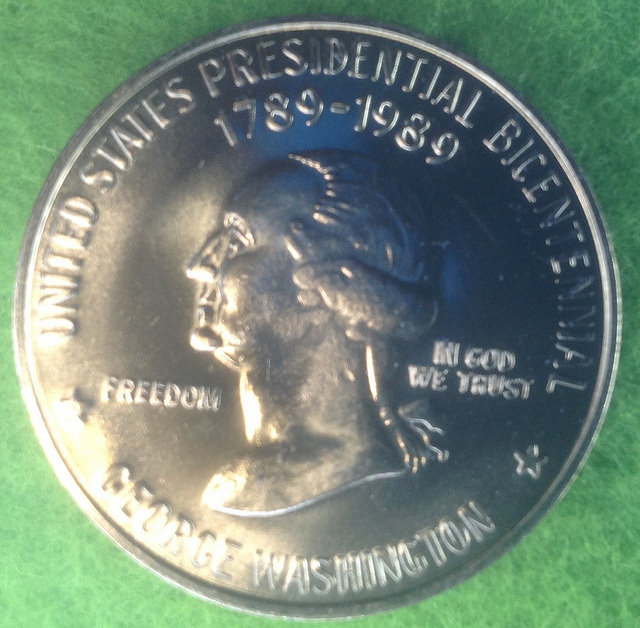 UNITED STATES PRESIDENTIAL BICENTENNIAL
1789-1989
FREEDOM
IN GOD
WE TRUST
GEORGE WASHINGTON